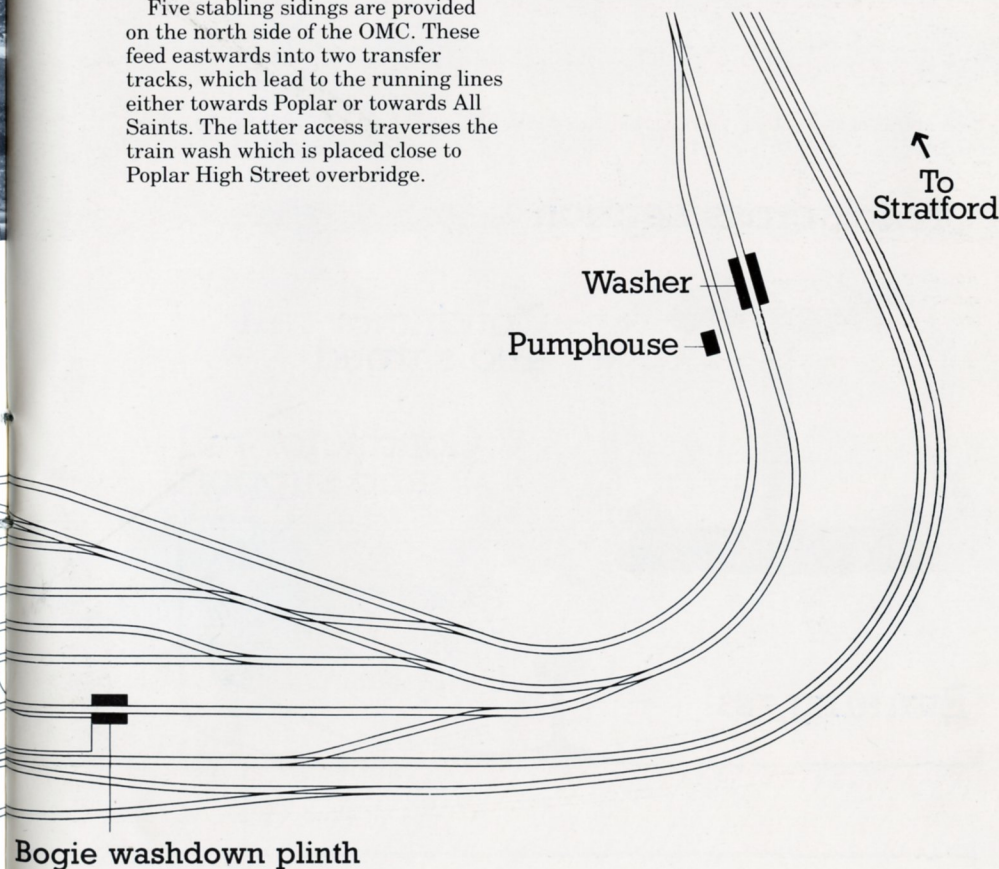 Five stabling sidings are provided
on the north side of the OMC. These
feed eastwards into two transfer
tracks, which lead to the running lines
either towards Poplar or towards All
Saints. The latter access traverses the
train wash which is placed close to
Poplar High Street overbridge.
To
Stratford
Washer
Pumphouse
Bogie washdown plinth